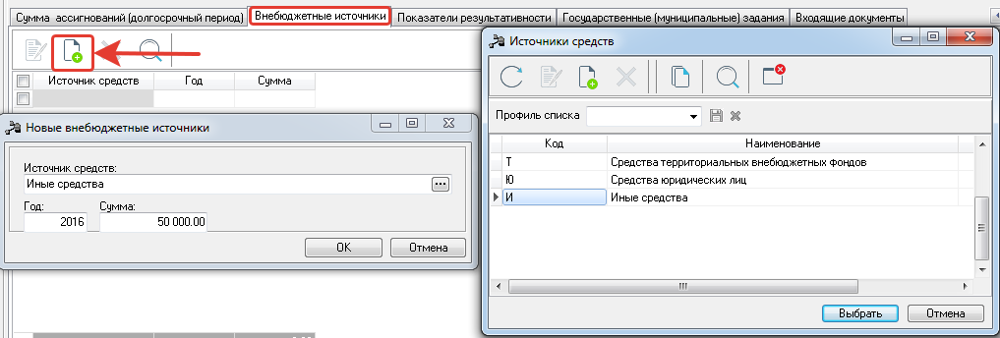 Сумма ассигнований (долгосрочный период)
Внебюджетные источники
Показатели результативности
Государственные (муниципальные) задания
Входящие документы
Источник средств
Год
Сумма
Новые внебюджетные источники
Источник средств:
Иные средства
Год:
Сумма:
2016
50 000.00
OK
Отмена
Источники средств
Профиль списка
Код
Наименование
Т
Средства территориальных внебюджетных фондов
Ю
Средства юридических лиц
И
Иные средства
Выбрать
Отмена